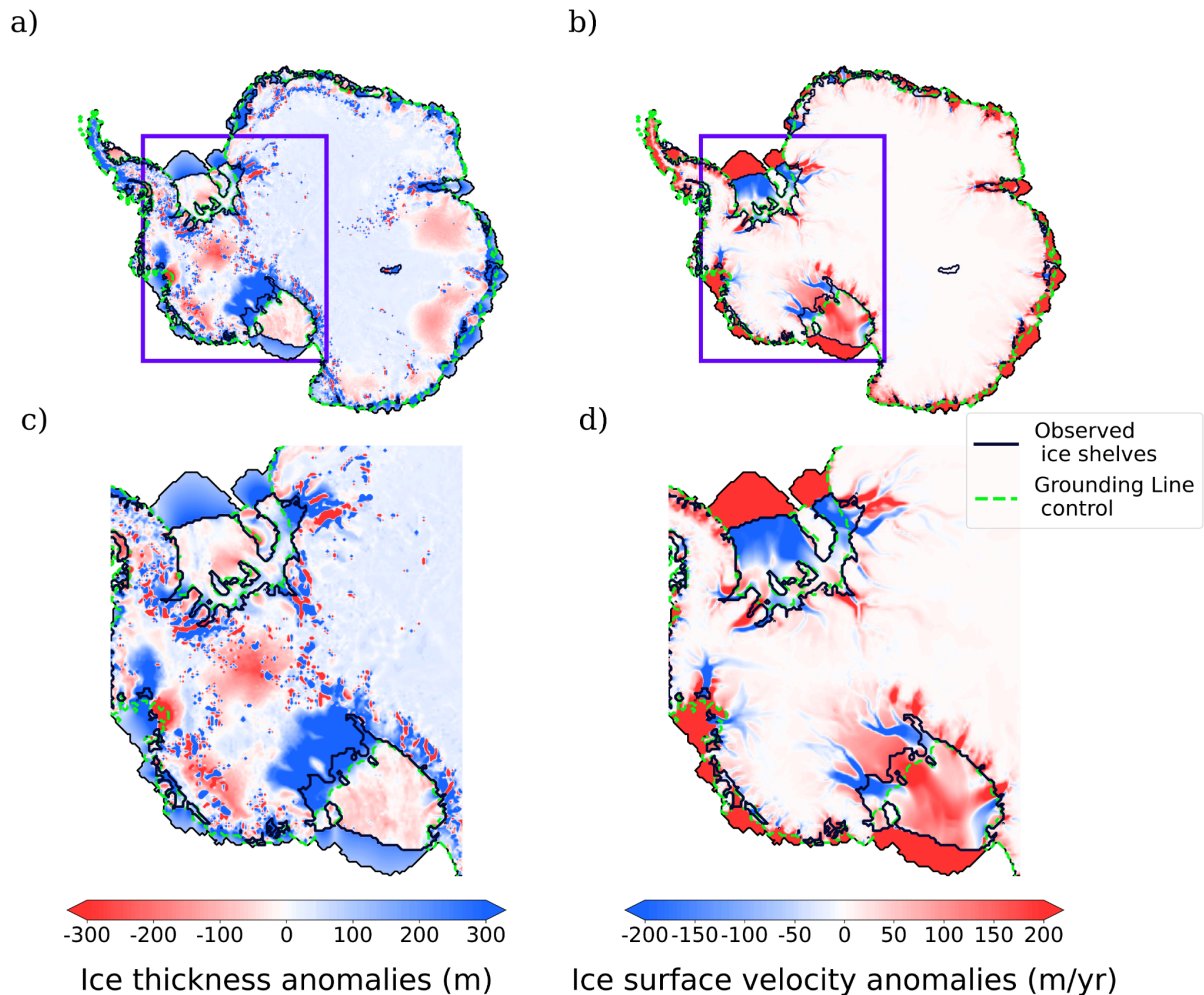 a)
b)
c)
d)
Observed
ice shelves
Grounding Line
control
-300 -200 -100 0 100 200 300
Ice thickness anomalies (m)
-200 -150 -100 -50 0 50 100 150 200
Ice surface velocity anomalies (m/yr)